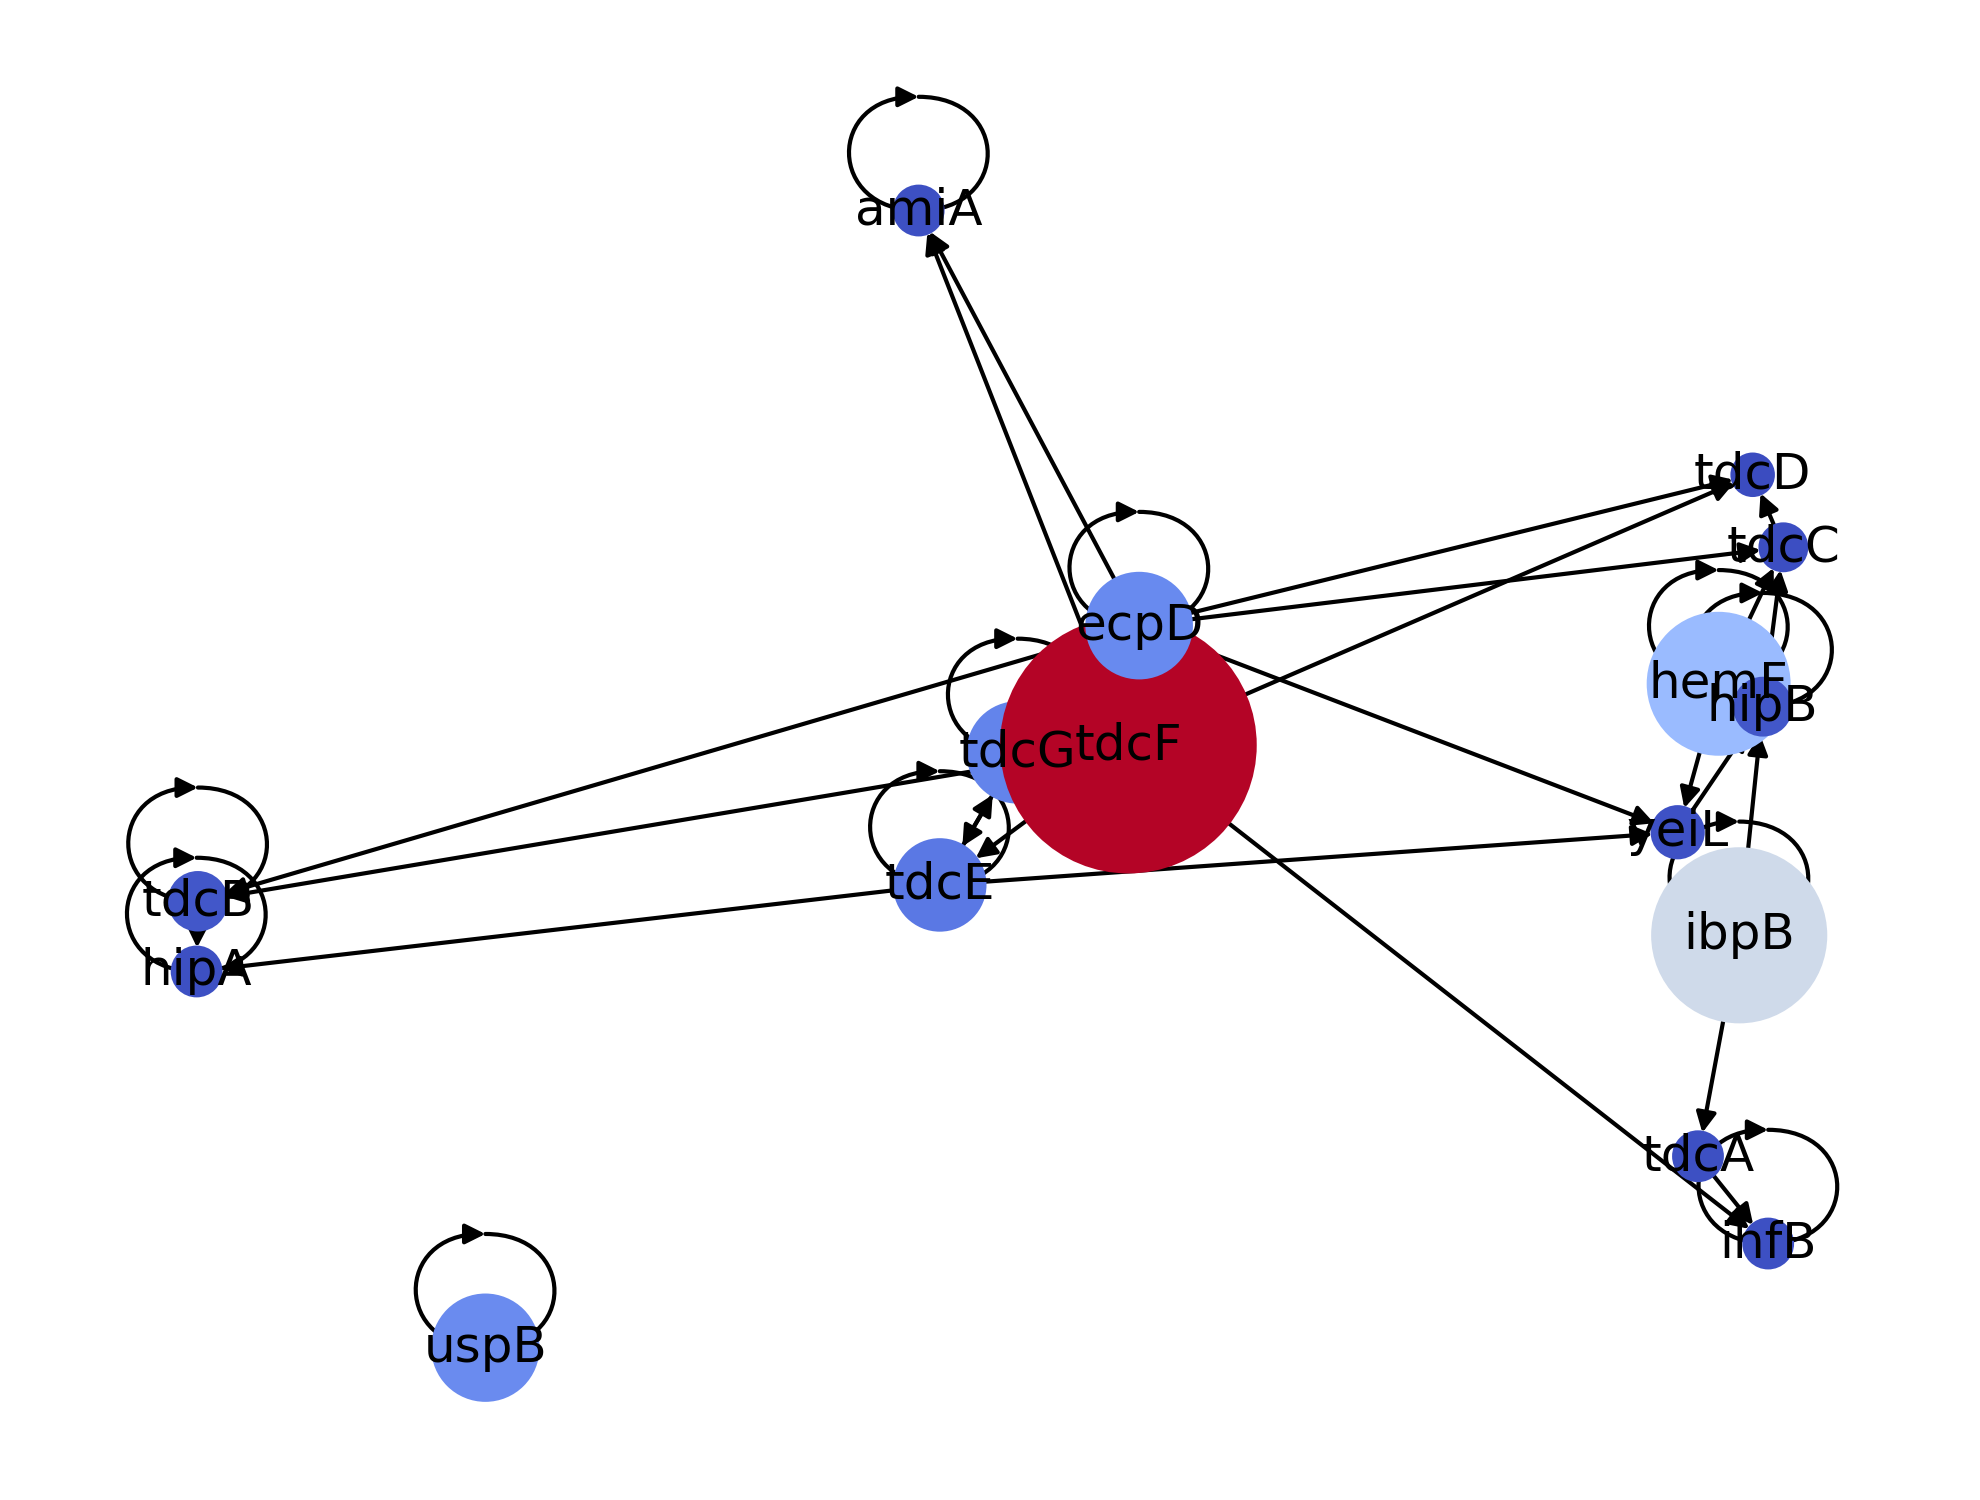 amiA
tdcD
tdcC
ecpD
hemF
hipB
tdcG
tdcF
yeiL
tdcE
tdcB
ibpB
hipA
tdcA
infB
uspB